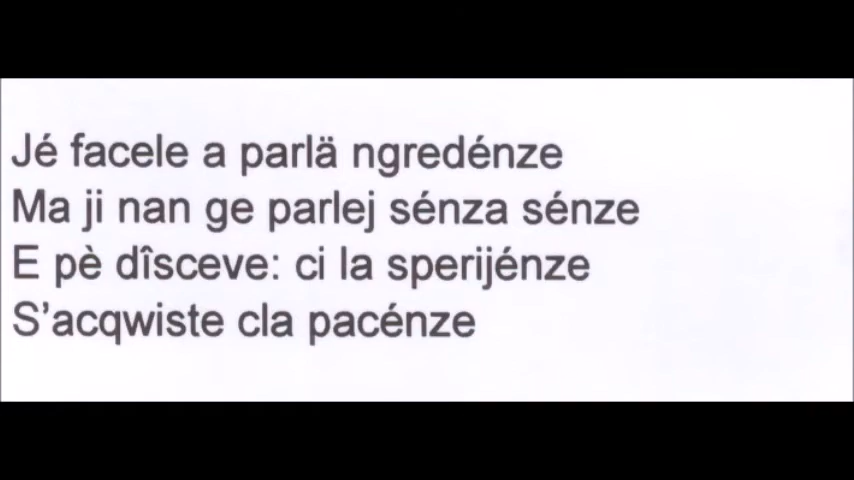 Jé facele a parlä ngredénze
Ma ji nan ge parlej sénza sénze
E pè dîsceve: ci la sperijénze
S’acqwiste cla pacénze